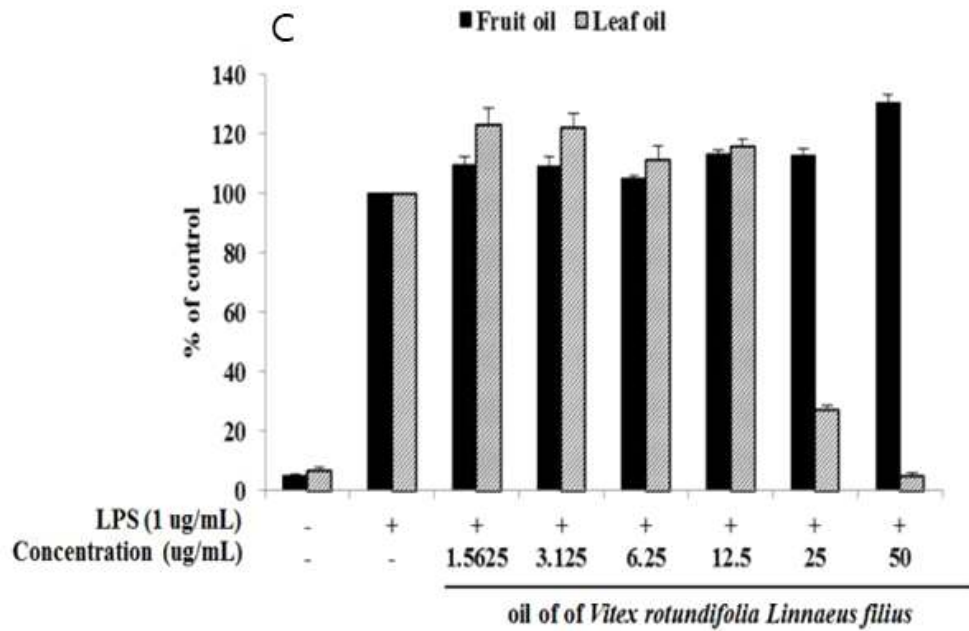 C
Fruit oil Leaf oil
140
120
100
80
60
40
20
0
% of control
LPS (1 ug/mL) - + + + + + + +
Concentration (ug/mL) - - 1.5625 3.125 6.25 12.5 25 50
oil of of Vitex rotundifolia Linnaeus filius